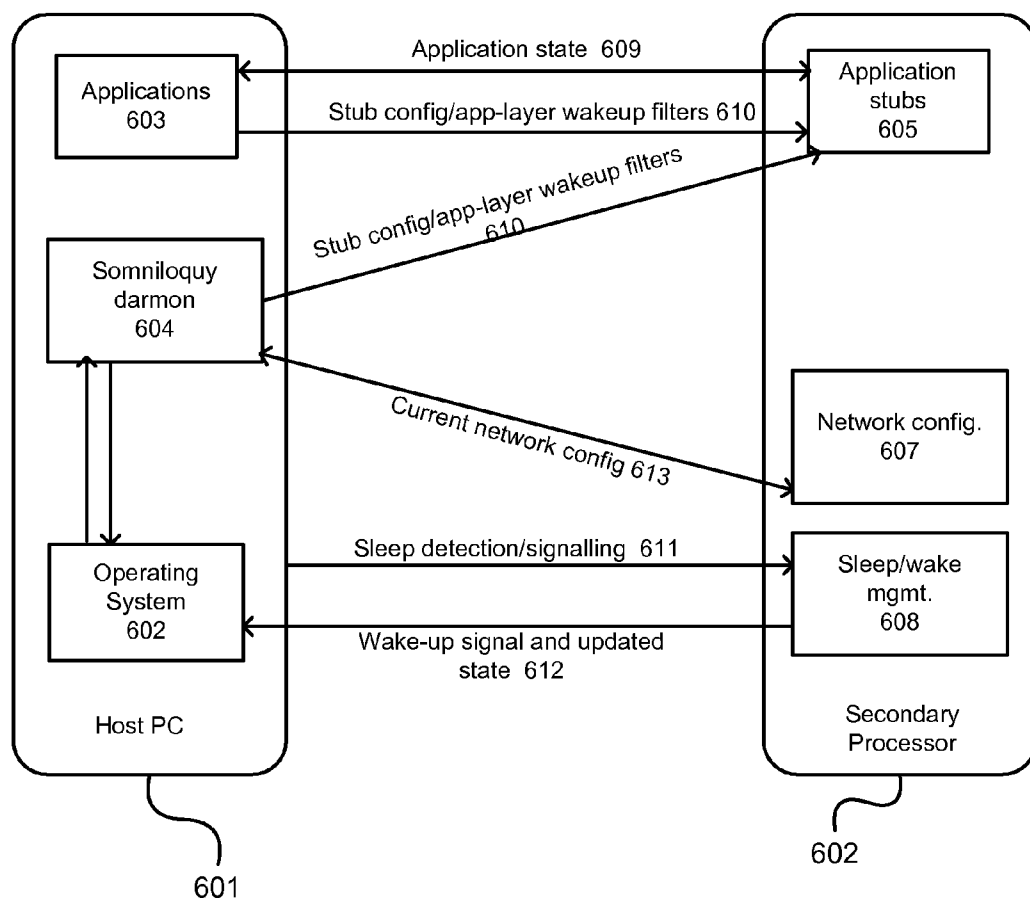 Application state 609
Applications
603
Application
stubs
605
Stub config/app-layer wakeup filters 610
Stub config/app-layer wakeup filters
610
Somniloquy
darmon
604
Current network config 613
Network config.
607
Sleep detection/signalling 611
Operating
System
602
Sleep/wake
mgmt.
608
Wake-up signal and updated
state 612
Host PC
Secondary
Processor
601
602